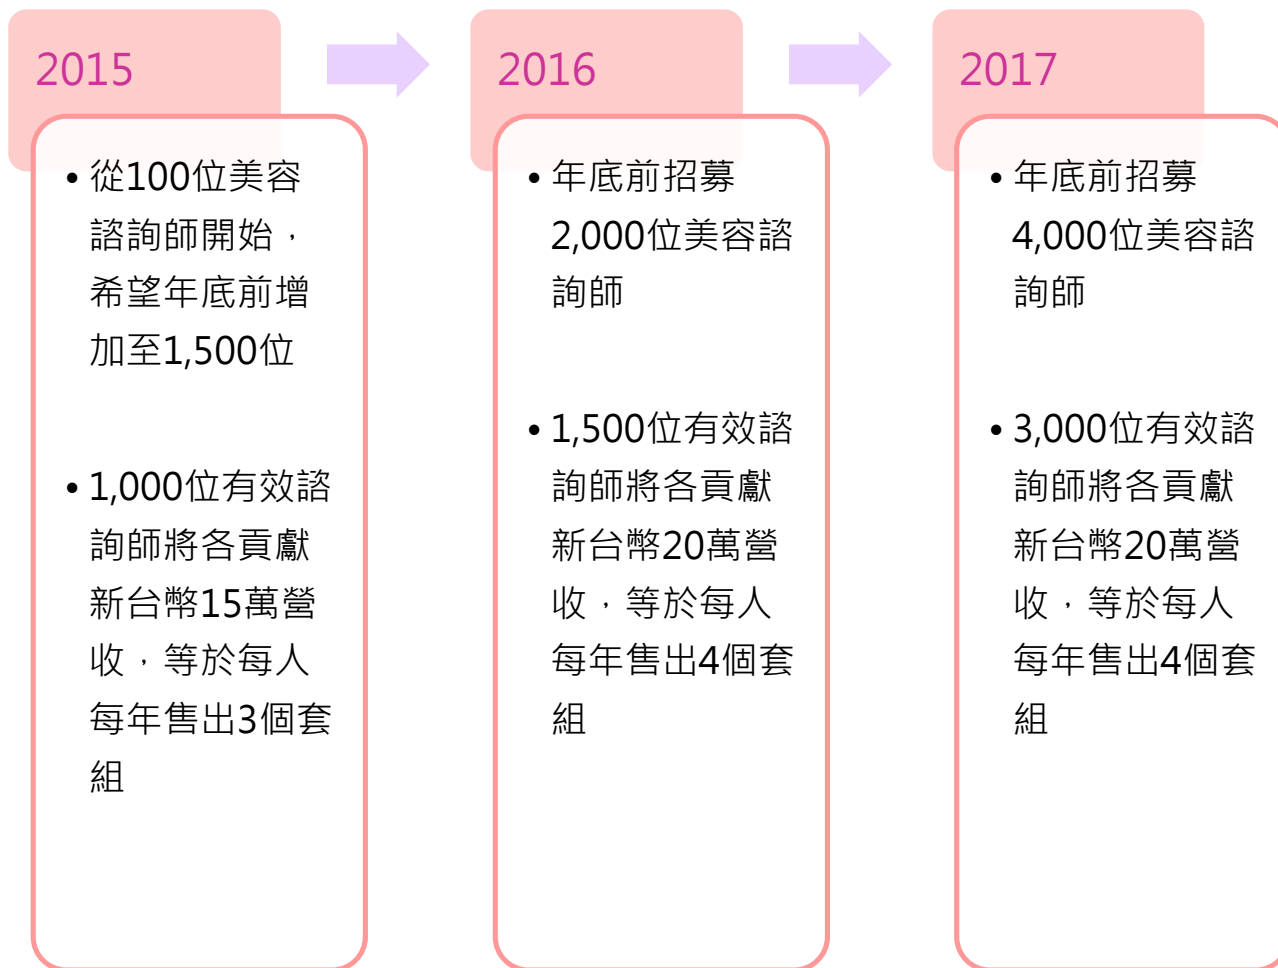 2015
• 從100位美容
諮詢師開始，
希望年底前增
加至1,500位
• 1,000位有效諮
詢師將各貢獻
新台幣15萬營
收，等於每人
每年售出3個套
組
2016
• 年底前招募
2,000位美容諮
詢師
• 1,500位有效諮
詢師將各貢獻
新台幣20萬營
收，等於每人
每年售出4個套
組
2017
• 年底前招募
4,000位美容諮
詢師
• 3,000位有效諮
詢師將各貢獻
新台幣20萬營
收，等於每人
每年售出4個套
組